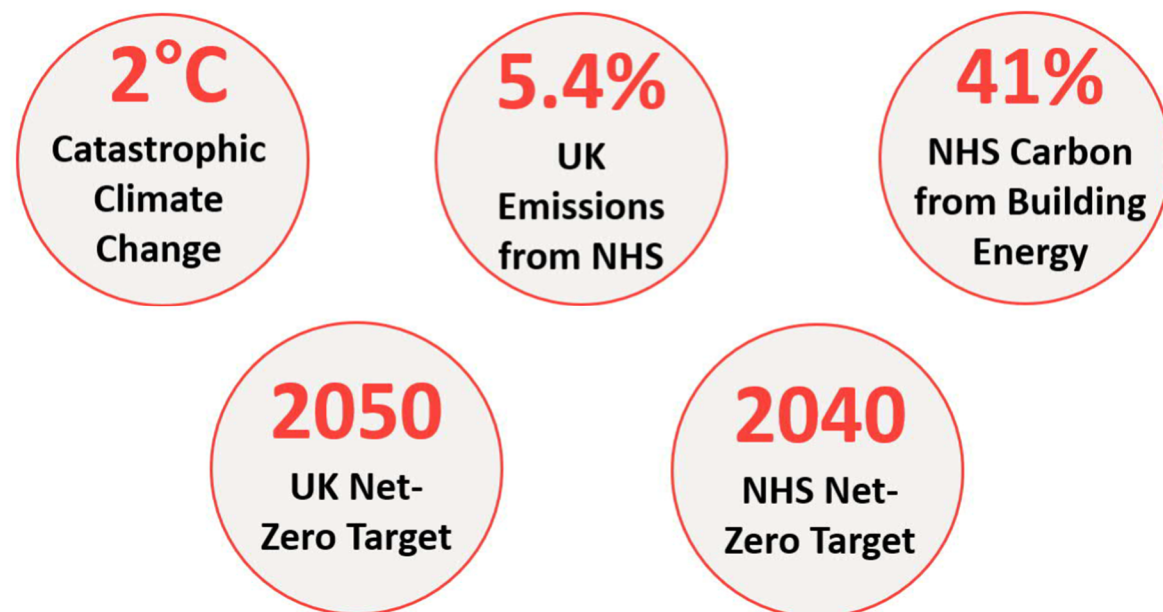 2°C
Catastrophic
Climate
Change
5.4%
UK
Emissions
from NHS
41%
NHS Carbon
from Building
Energy
2050
UK Net-
Zero Target
2040
NHS Net-
Zero Target